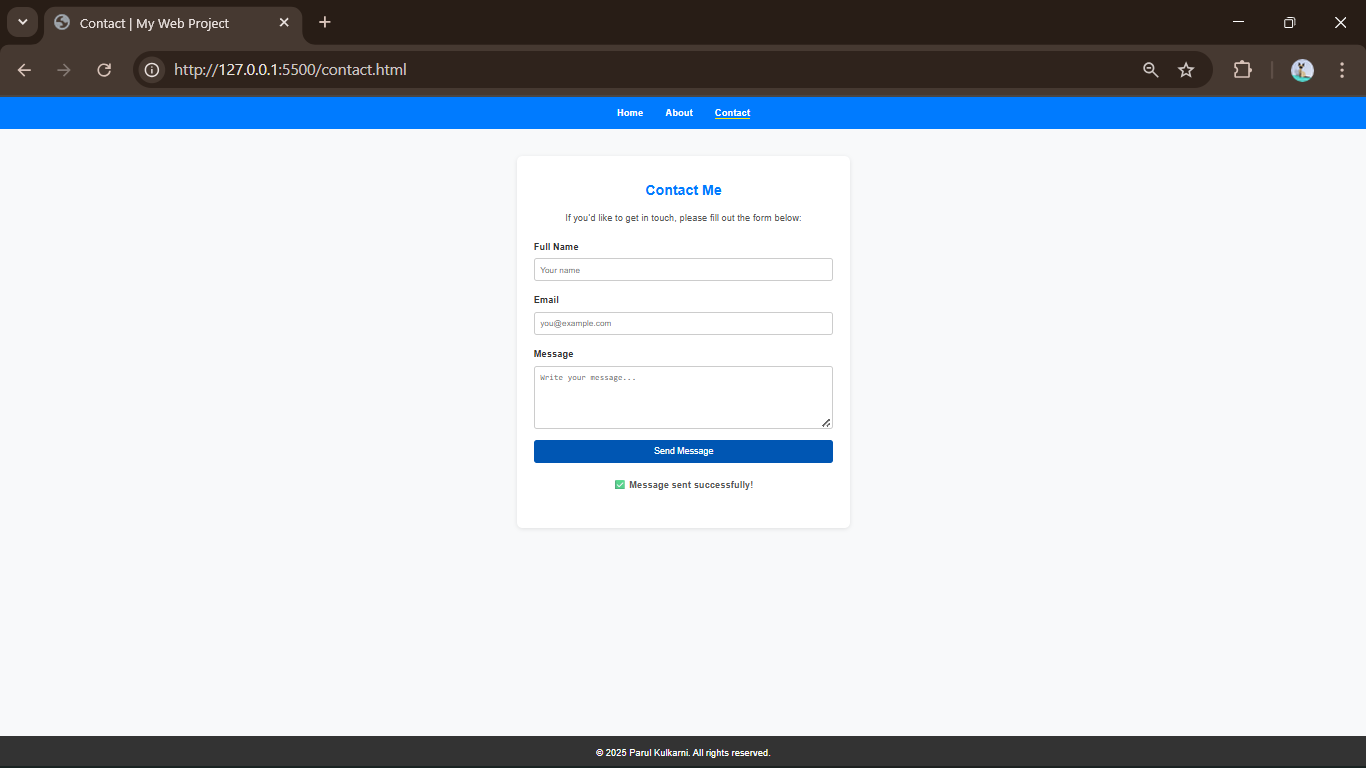 Contact | My Web Project
http://127.0.0.1:5500/contact.html
Home About Contact
Contact Me
If you'd like to get in touch, please fill out the form below:
Full Name
Your name
Email
you@example.com
Message
Write your message...
Send Message
✅ Message sent successfully!
© 2025 Parul Kulkarni. All rights reserved.